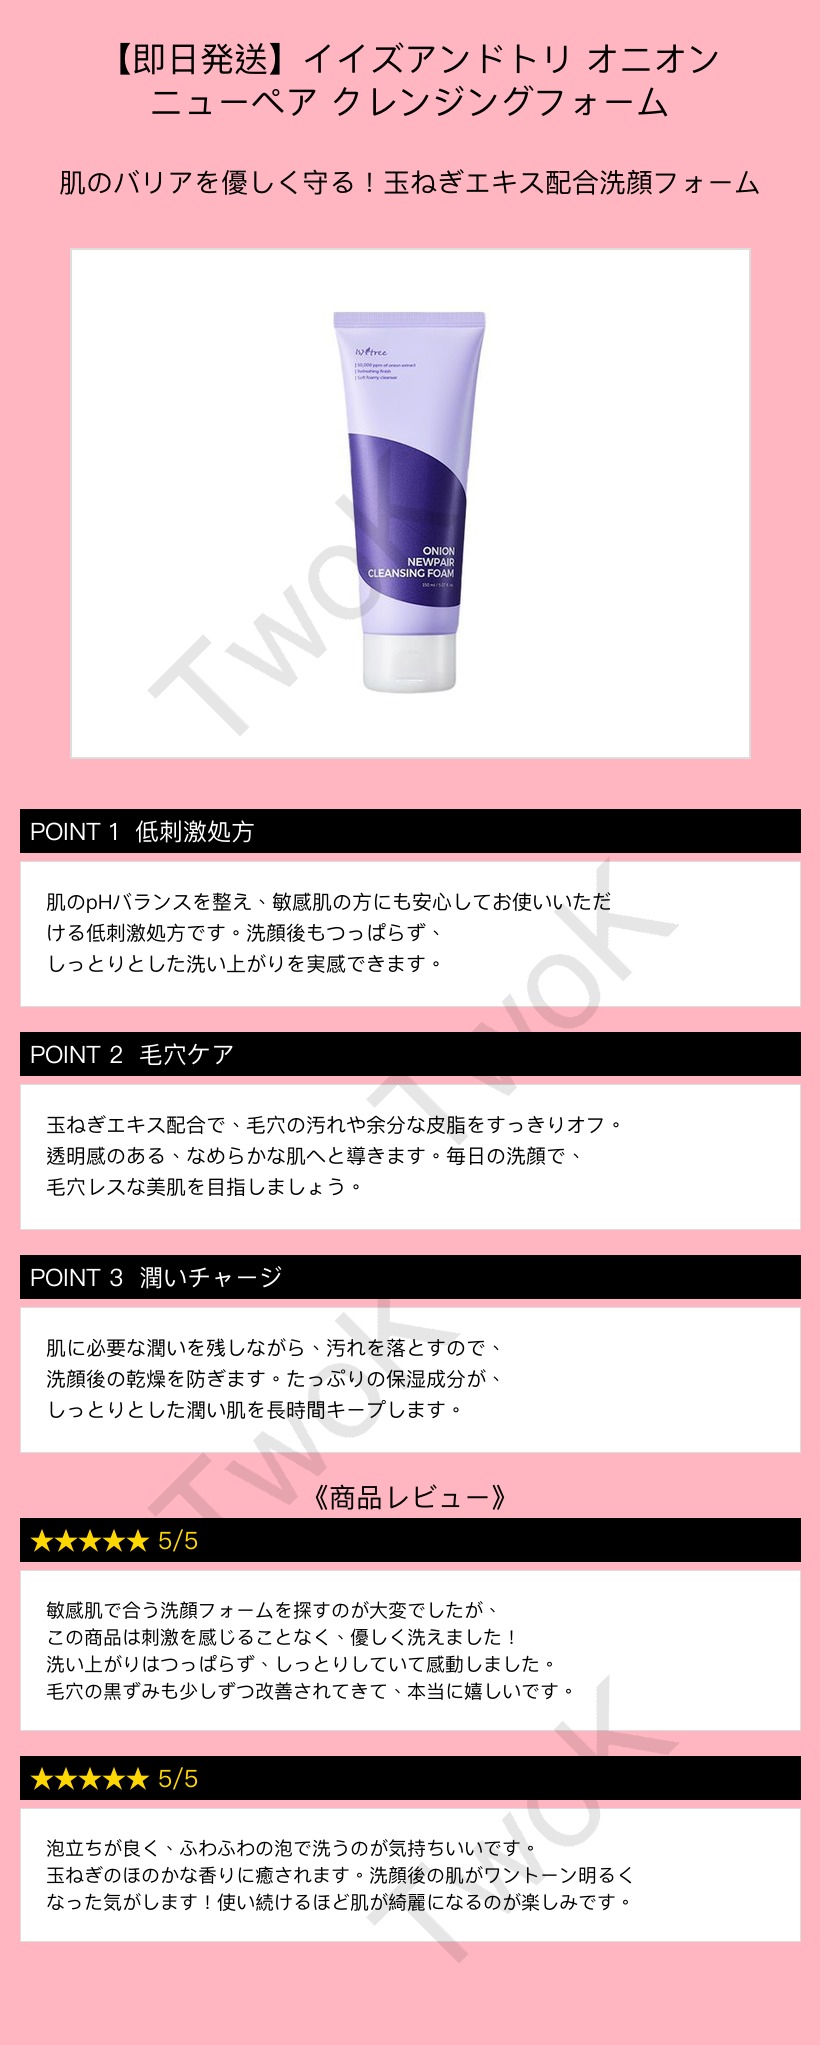 【即日発送】イイズアンドトリ オニオン
ニューペア クレンジングフォーム
肌のバリアを優しく守る！玉ねぎエキス配合洗顔フォーム
50,000 ppm of onion extract
Refreshing finish
Soft foamy cleanser
ONION
NEWPAIR
CLEANSING FOAM
150 ml / 5.07 fl. oz
TwoK
POINT 1 低刺激処方
肌のpHバランスを整え、敏感肌の方にも安心してお使いいただ
ける低刺激処方です。洗顔後もつっぱらず、
しっとりとした洗い上がりを実感できます。
TwoK
POINT 2 毛穴ケア
玉ねぎエキス配合で、毛穴の汚れや余分な皮脂をすっきりオフ。
透明感のある、なめらかな肌へと導きます。毎日の洗顔で、
毛穴レスな美肌を目指しましょう。
POINT 3 潤いチャージ
肌に必要な潤いを残しながら、汚れを落とすので、
洗顔後の乾燥を防ぎます。たっぷりの保湿成分が、
しっとりとした潤い肌を長時間キープします。
TwoK
《商品レビュー》
★★★★★ 5/5
敏感肌で合う洗顔フォームを探すのが大変でしたが、
この商品は刺激を感じることなく、優しく洗えました！
洗い上がりはつっぱらず、しっとりしていて感動しました。
毛穴の黒ずみも少しずつ改善されてきて、本当に嬉しいです。
★★★★★ 5/5
泡立ちが良く、ふわふわの泡で洗うのが気持ちいいです。
玉ねぎのほのかな香りに癒されます。洗顔後の肌がワントーン明るく
なった気がします！使い続けるほど肌が綺麗になるのが楽しみです。
TwoK